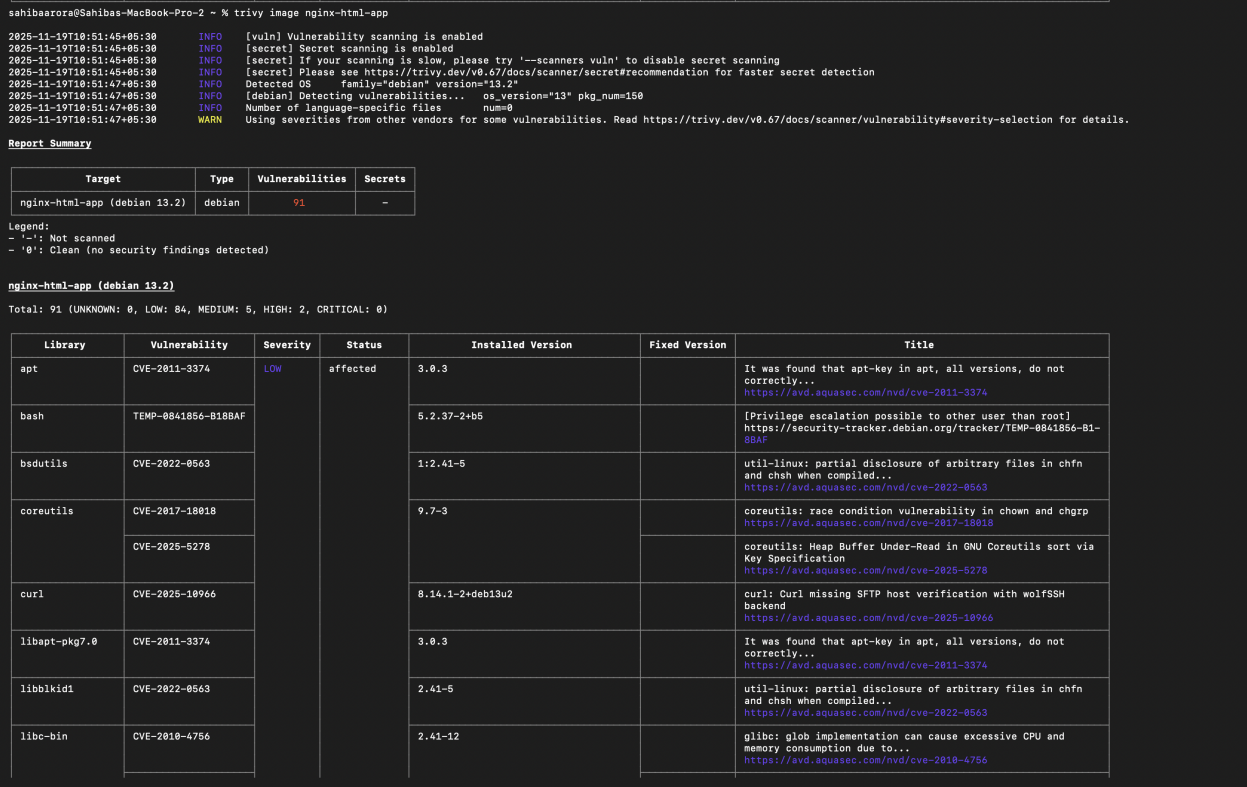 sahibaarora@Sahibas-MacBook-Pro-2 ~ % trivy image nginx-html-app
2025-11-19T10:51:45+05:30 INFO [vuln] Vulnerability scanning is enabled
2025-11-19T10:51:45+05:30 INFO [secret] Secret scanning is enabled
2025-11-19T10:51:45+05:30 INFO [secret] If your scanning is slow, please try '--scanners vuln' to disable secret scanning
2025-11-19T10:51:45+05:30 INFO [secret] Please see https://trivy.dev/v0.67/docs/scanner/secret#recommendation for faster secret detection
2025-11-19T10:51:47+05:30 INFO Detected OS family="debian" version="13.2"
2025-11-19T10:51:47+05:30 INFO [debian] Detecting vulnerabilities... os_version="13" pkg_num=150
2025-11-19T10:51:47+05:30 INFO Number of language-specific files num=0
2025-11-19T10:51:47+05:30 WARN Using severities from other vendors for some vulnerabilities. Read https://trivy.dev/v0.67/docs/scanner/vulnerability#severity-selection for details.
Report Summary
Target Type Vulnerabilities Secrets
nginx-html-app (debian 13.2) debian 91 -
Legend:
- '-': Not scanned
- '0': Clean (no security findings detected)
nginx-html-app (debian 13.2)
Total: 91 (UNKNOWN: 0, LOW: 84, MEDIUM: 5, HIGH: 2, CRITICAL: 0)
Library Vulnerability Severity Status Installed Version Fixed Version Title
apt CVE-2011-3374 LOW affected 3.0.3 It was found that apt-key in apt, all versions, do not
correctly...
https://avd.aquasec.com/nvd/cve-2011-3374
bash TEMP-0841856-B18BAF 5.2.37-2+b5 [Privilege escalation possible to other user than root]
https://security-tracker.debian.org/tracker/TEMP-0841856-B1-
8BAF
bsdutils CVE-2022-0563 1:2.41-5 util-linux: partial disclosure of arbitrary files in chfn
and chsh when compiled...
https://avd.aquasec.com/nvd/cve-2022-0563
coreutils CVE-2017-18018 9.7-3 coreutils: race condition vulnerability in chown and chgrp
https://avd.aquasec.com/nvd/cve-2017-18018
CVE-2025-5278 coreutils: Heap Buffer Under-Read in GNU Coreutils sort via
Key Specification
https://avd.aquasec.com/nvd/cve-2025-5278
curl CVE-2025-10966 8.14.1-2+deb13u2 curl: Curl missing SFTP host verification with wolfSSH
backend
https://avd.aquasec.com/nvd/cve-2025-10966
libapt-pkg7.0 CVE-2011-3374 3.0.3 It was found that apt-key in apt, all versions, do not
correctly...
https://avd.aquasec.com/nvd/cve-2011-3374
libblkid1 CVE-2022-0563 2.41-5 util-linux: partial disclosure of arbitrary files in chfn
and chsh when compiled...
https://avd.aquasec.com/nvd/cve-2022-0563
libc-bin CVE-2010-4756 2.41-12 glibc: glob implementation can cause excessive CPU and
memory consumption due to...
https://avd.aquasec.com/nvd/cve-2010-4756